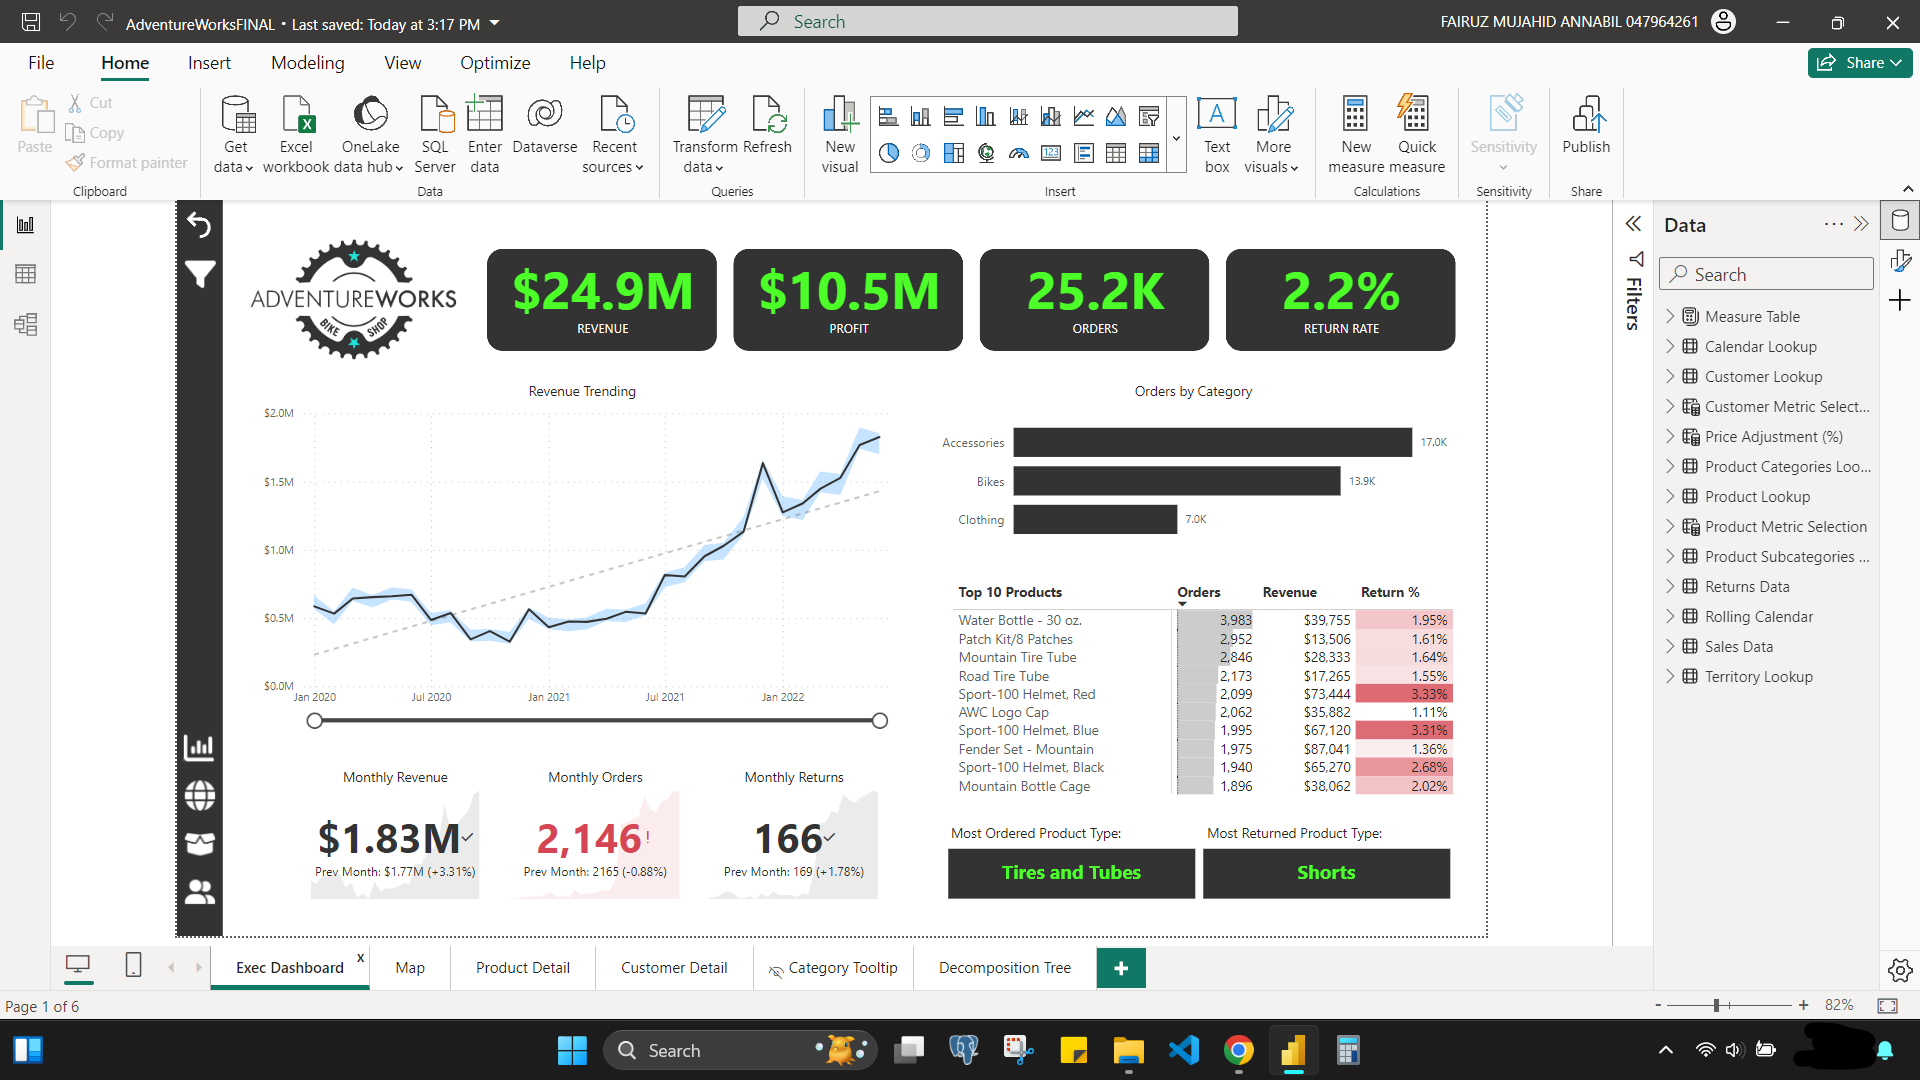 AdventureWorksFINAL • Last saved: Today at 3:17 PM
Search
FAIRUZ MUJAHID ANNABIL 047964261
File Home Insert Modeling View Optimize Help
Share
Paste
Cut
Copy
Format painter
Clipboard
Get data
Excel workbook
OneLake data hub
SQL Server
Enter data
Dataverse
Recent sources
Data
Transform data
Refresh
Queries
New visual
123
Text box
More visuals
Insert
New measure
Quick measure
Calculations
Sensitivity
Sensitivity
Publish
Share
ADVENTUREWORKS
BIKE SHOP
$24.9M
REVENUE
$10.5M
PROFIT
25.2K
ORDERS
2.2%
RETURN RATE
Revenue Trending
$2.0M
$1.5M
$1.0M
$0.5M
$0.0M
Jan 2020 Jul 2020 Jan 2021 Jul 2021 Jan 2022
Orders by Category
Accessories 17.0K
Bikes 13.9K
Clothing 7.0K
Top 10 Products Orders Revenue Return %
Water Bottle - 30 oz. 3,983 $39,755 1.95%
Patch Kit/8 Patches 2,952 $13,506 1.61%
Mountain Tire Tube 2,846 $28,333 1.64%
Road Tire Tube 2,173 $17,265 1.55%
Sport-100 Helmet, Red 2,099 $73,444 3.33%
AWC Logo Cap 2,062 $35,882 1.11%
Sport-100 Helmet, Blue 1,995 $67,120 3.31%
Fender Set - Mountain 1,975 $87,041 1.36%
Sport-100 Helmet, Black 1,940 $65,270 2.68%
Mountain Bottle Cage 1,896 $38,062 2.02%
Monthly Revenue
$1.83M
Prev Month: $1.77M (+3.31%)
Monthly Orders
2,146!
Prev Month: 2165 (-0.88%)
Monthly Returns
166
Prev Month: 169 (+1.78%)
Most Ordered Product Type:
Tires and Tubes
Most Returned Product Type:
Shorts
Filters
Data
Search
Measure Table
Calendar Lookup
Customer Lookup
Customer Metric Select...
Price Adjustment (%)
Product Categories Loo...
Product Lookup
Product Metric Selection
Product Subcategories ...
Returns Data
Rolling Calendar
Sales Data
Territory Lookup
Exec Dashboard x Map Product Detail Customer Detail Category Tooltip Decomposition Tree +
Page 1 of 6
- + 82%
Search